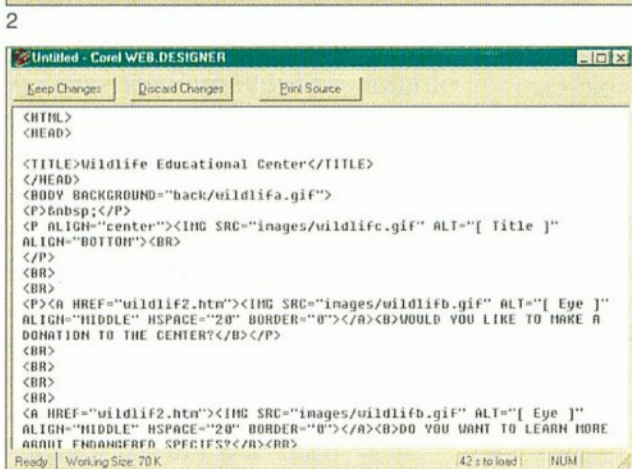 2
Untitled - Corel WEB.DESIGNER
Keep Changes Discard Changes Print Source
<HTML>
<HEAD>
<TITLE>Wildlife Educational Center</TITLE>
</HEAD>
<BODY BACKGROUND="back/wildlifa.gif">
<P>&nbsp;</P>
<P ALIGN="center"><IMG SRC="images/wildlifc.gif" ALT="[ Title ]"
ALIGN="BOTTOM"><BR>
</P>
<BR>
<BR>
<P><A HREF="wildlif2.htm"><IMG SRC="images/wildlifb.gif" ALT="[ Eye ]"
ALIGN="MIDDLE" HSPACE="20" BORDER="0"></A><B>WOULD YOU LIKE TO MAKE A
DONATION TO THE CENTER?</B></P>
<BR>
<BR>
<BR>
<BR>
<A HREF="wildlif2.htm"><IMG SRC="images/wildlifb.gif" ALT="[ Eye ]"
ALIGN="MIDDLE" HSPACE="20" BORDER="0"></A><B>DO YOU WANT TO LEARN MORE
ABOUT ENDANGERED SPECIES?</B><BR>
Ready Working Size: 70 K 42 s to load NUM